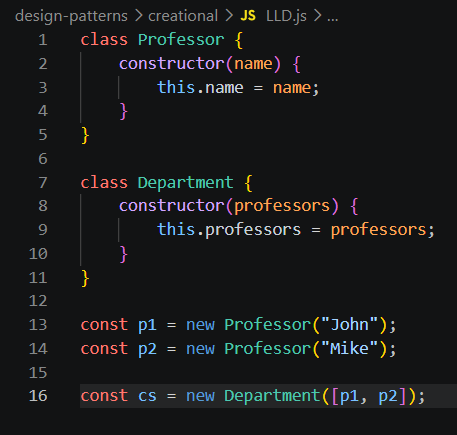 design-patterns > creational > JS LLD.js > ...
1 class Professor {
2     constructor(name) {
3         this.name = name;
4     }
5 }
6
7 class Department {
8     constructor(professors) {
9         this.professors = professors;
10     }
11 }
12
13 const p1 = new Professor("John");
14 const p2 = new Professor("Mike");
15
16 const cs = new Department([p1, p2]);